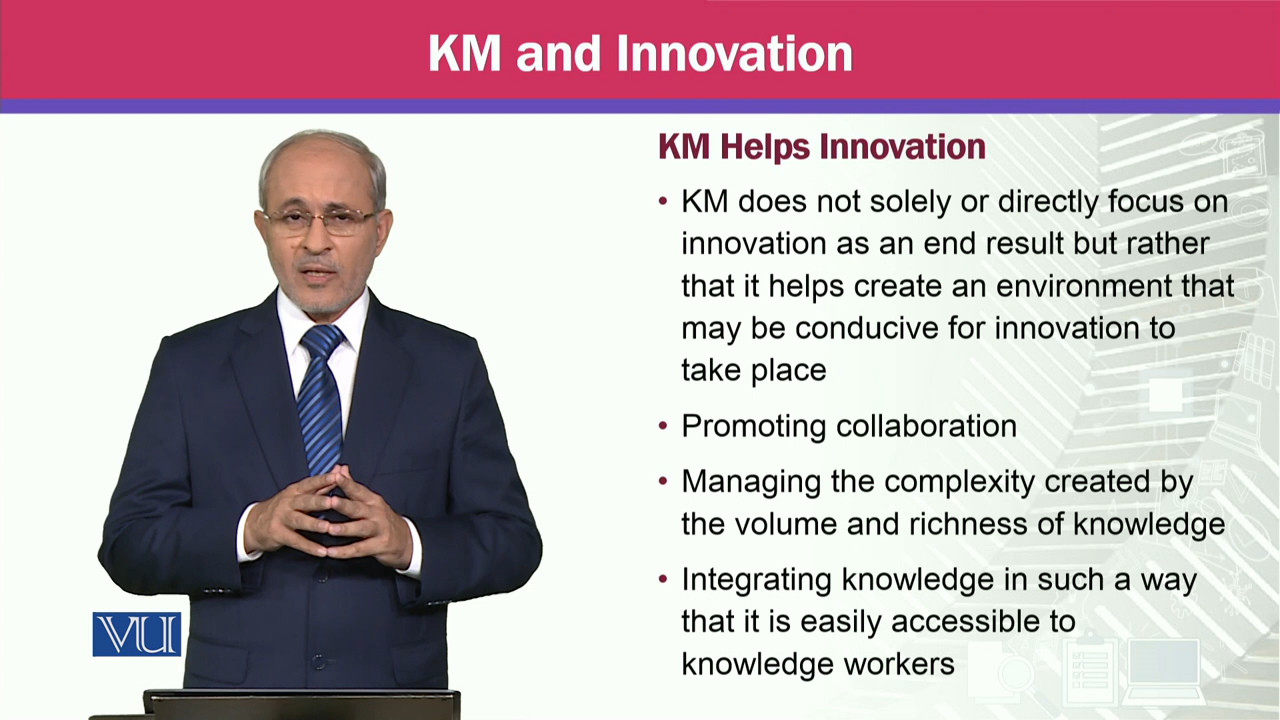 KM and Innovation
KM Helps Innovation
• KM does not solely or directly focus on
innovation as an end result but rather
that it helps create an environment that
may be conducive for innovation to
take place
• Promoting collaboration
• Managing the complexity created by
the volume and richness of knowledge
• Integrating knowledge in such a way
that it is easily accessible to
knowledge workers
VU